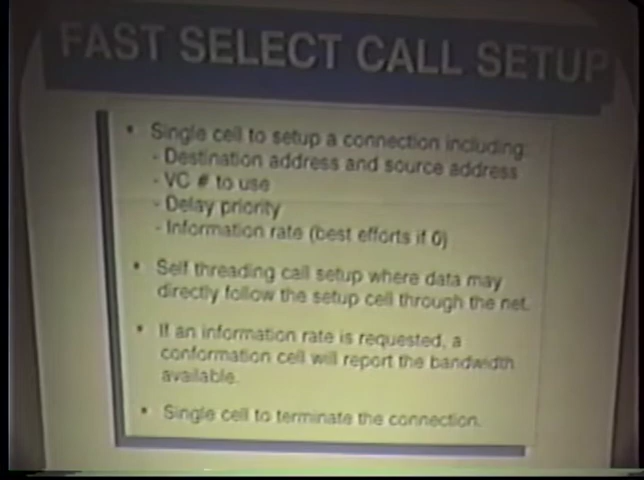 FAST SELECT CALL SETUP
• Single cell to setup a connection including:
- Destination address and source address
- VC # to use
- Delay priority
- Information rate (best efforts if 0)
• Self threading call setup where data may
directly follow the setup cell through the net.
• If an information rate is requested, a
conformation cell will report the bandwidth
available.
• Single cell to terminate the connection.